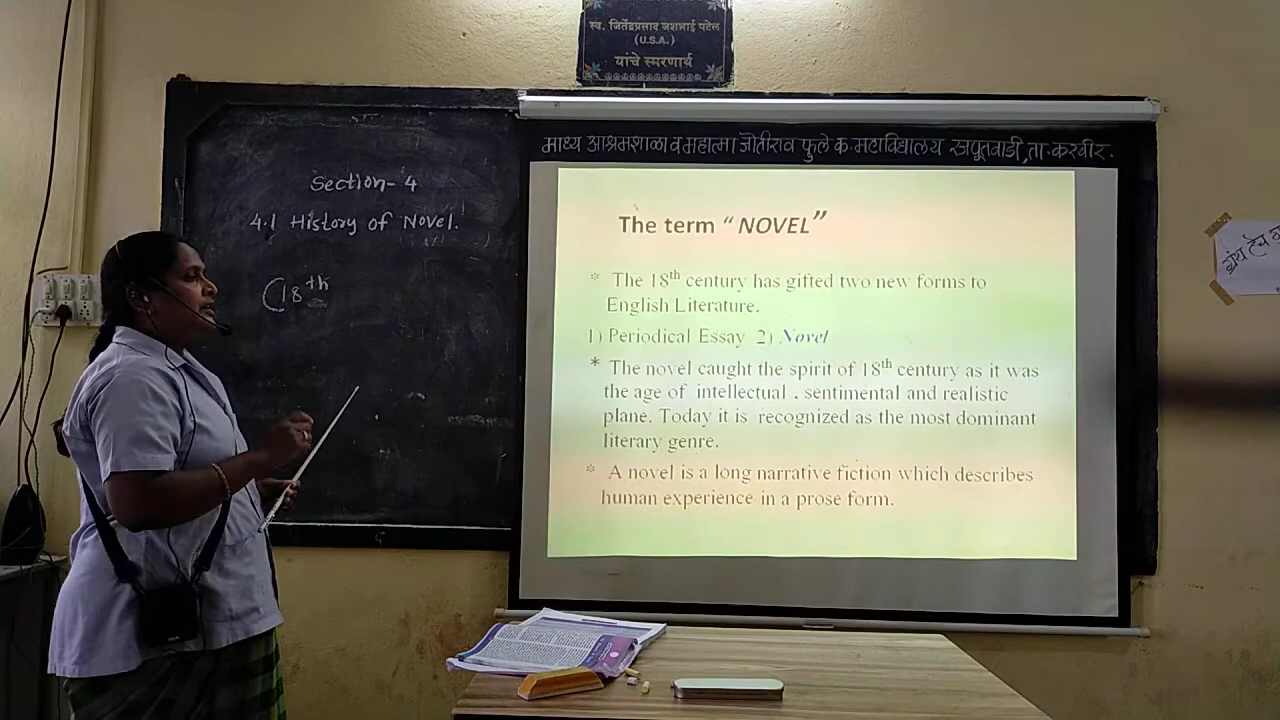 स्व. जितेंद्रप्रसाद जशभाई पटेल
(U.S.A.)
यांचे स्मरणार्थ
माध्य आश्रमशाळा व महात्मा जोतीराव फुले क. महाविद्यालय रजपूतवाडी, ता. करवीर.
Section- 4
4.1 History of Novel.
18th
The term “ NOVEL”
* The 18th century has gifted two new forms to
English Literature.
1) Periodical Essay 2) Novel
* The novel caught the spirit of 18th century as it was
the age of intellectual , sentimental and realistic
plane. Today it is recognized as the most dominant
literary genre.
* A novel is a long narrative fiction which describes
human experience in a prose form.